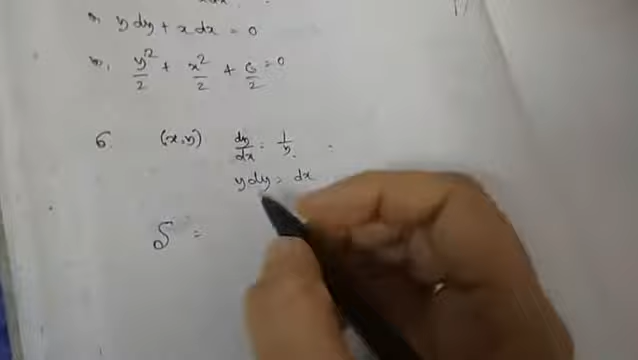 y dy + x dx = 0
y²/2 + x²/2 + c/2 = 0
6 (x, y) dy/dx = 1/y.
y dy = dx
S =